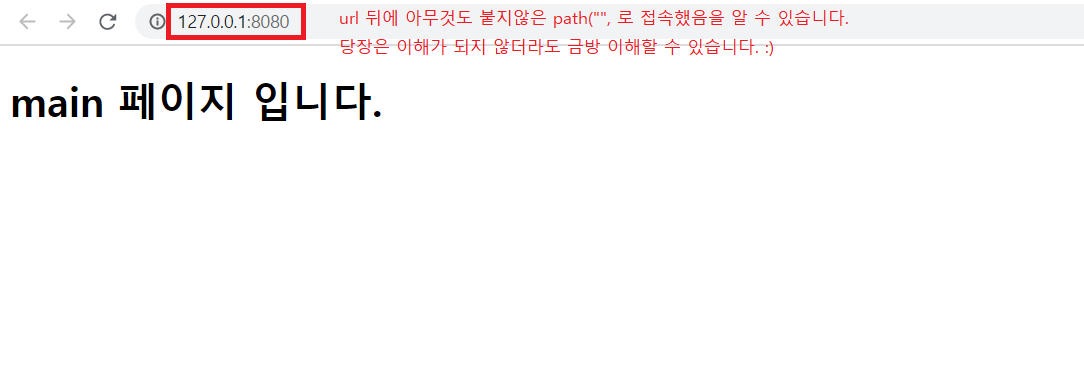 127.0.0.1:8080
url 뒤에 아무것도 붙지않은 path("", 로 접속했음을 알 수 있습니다.
당장은 이해가 되지 않더라도 금방 이해할 수 있습니다. :)
main 페이지 입니다.